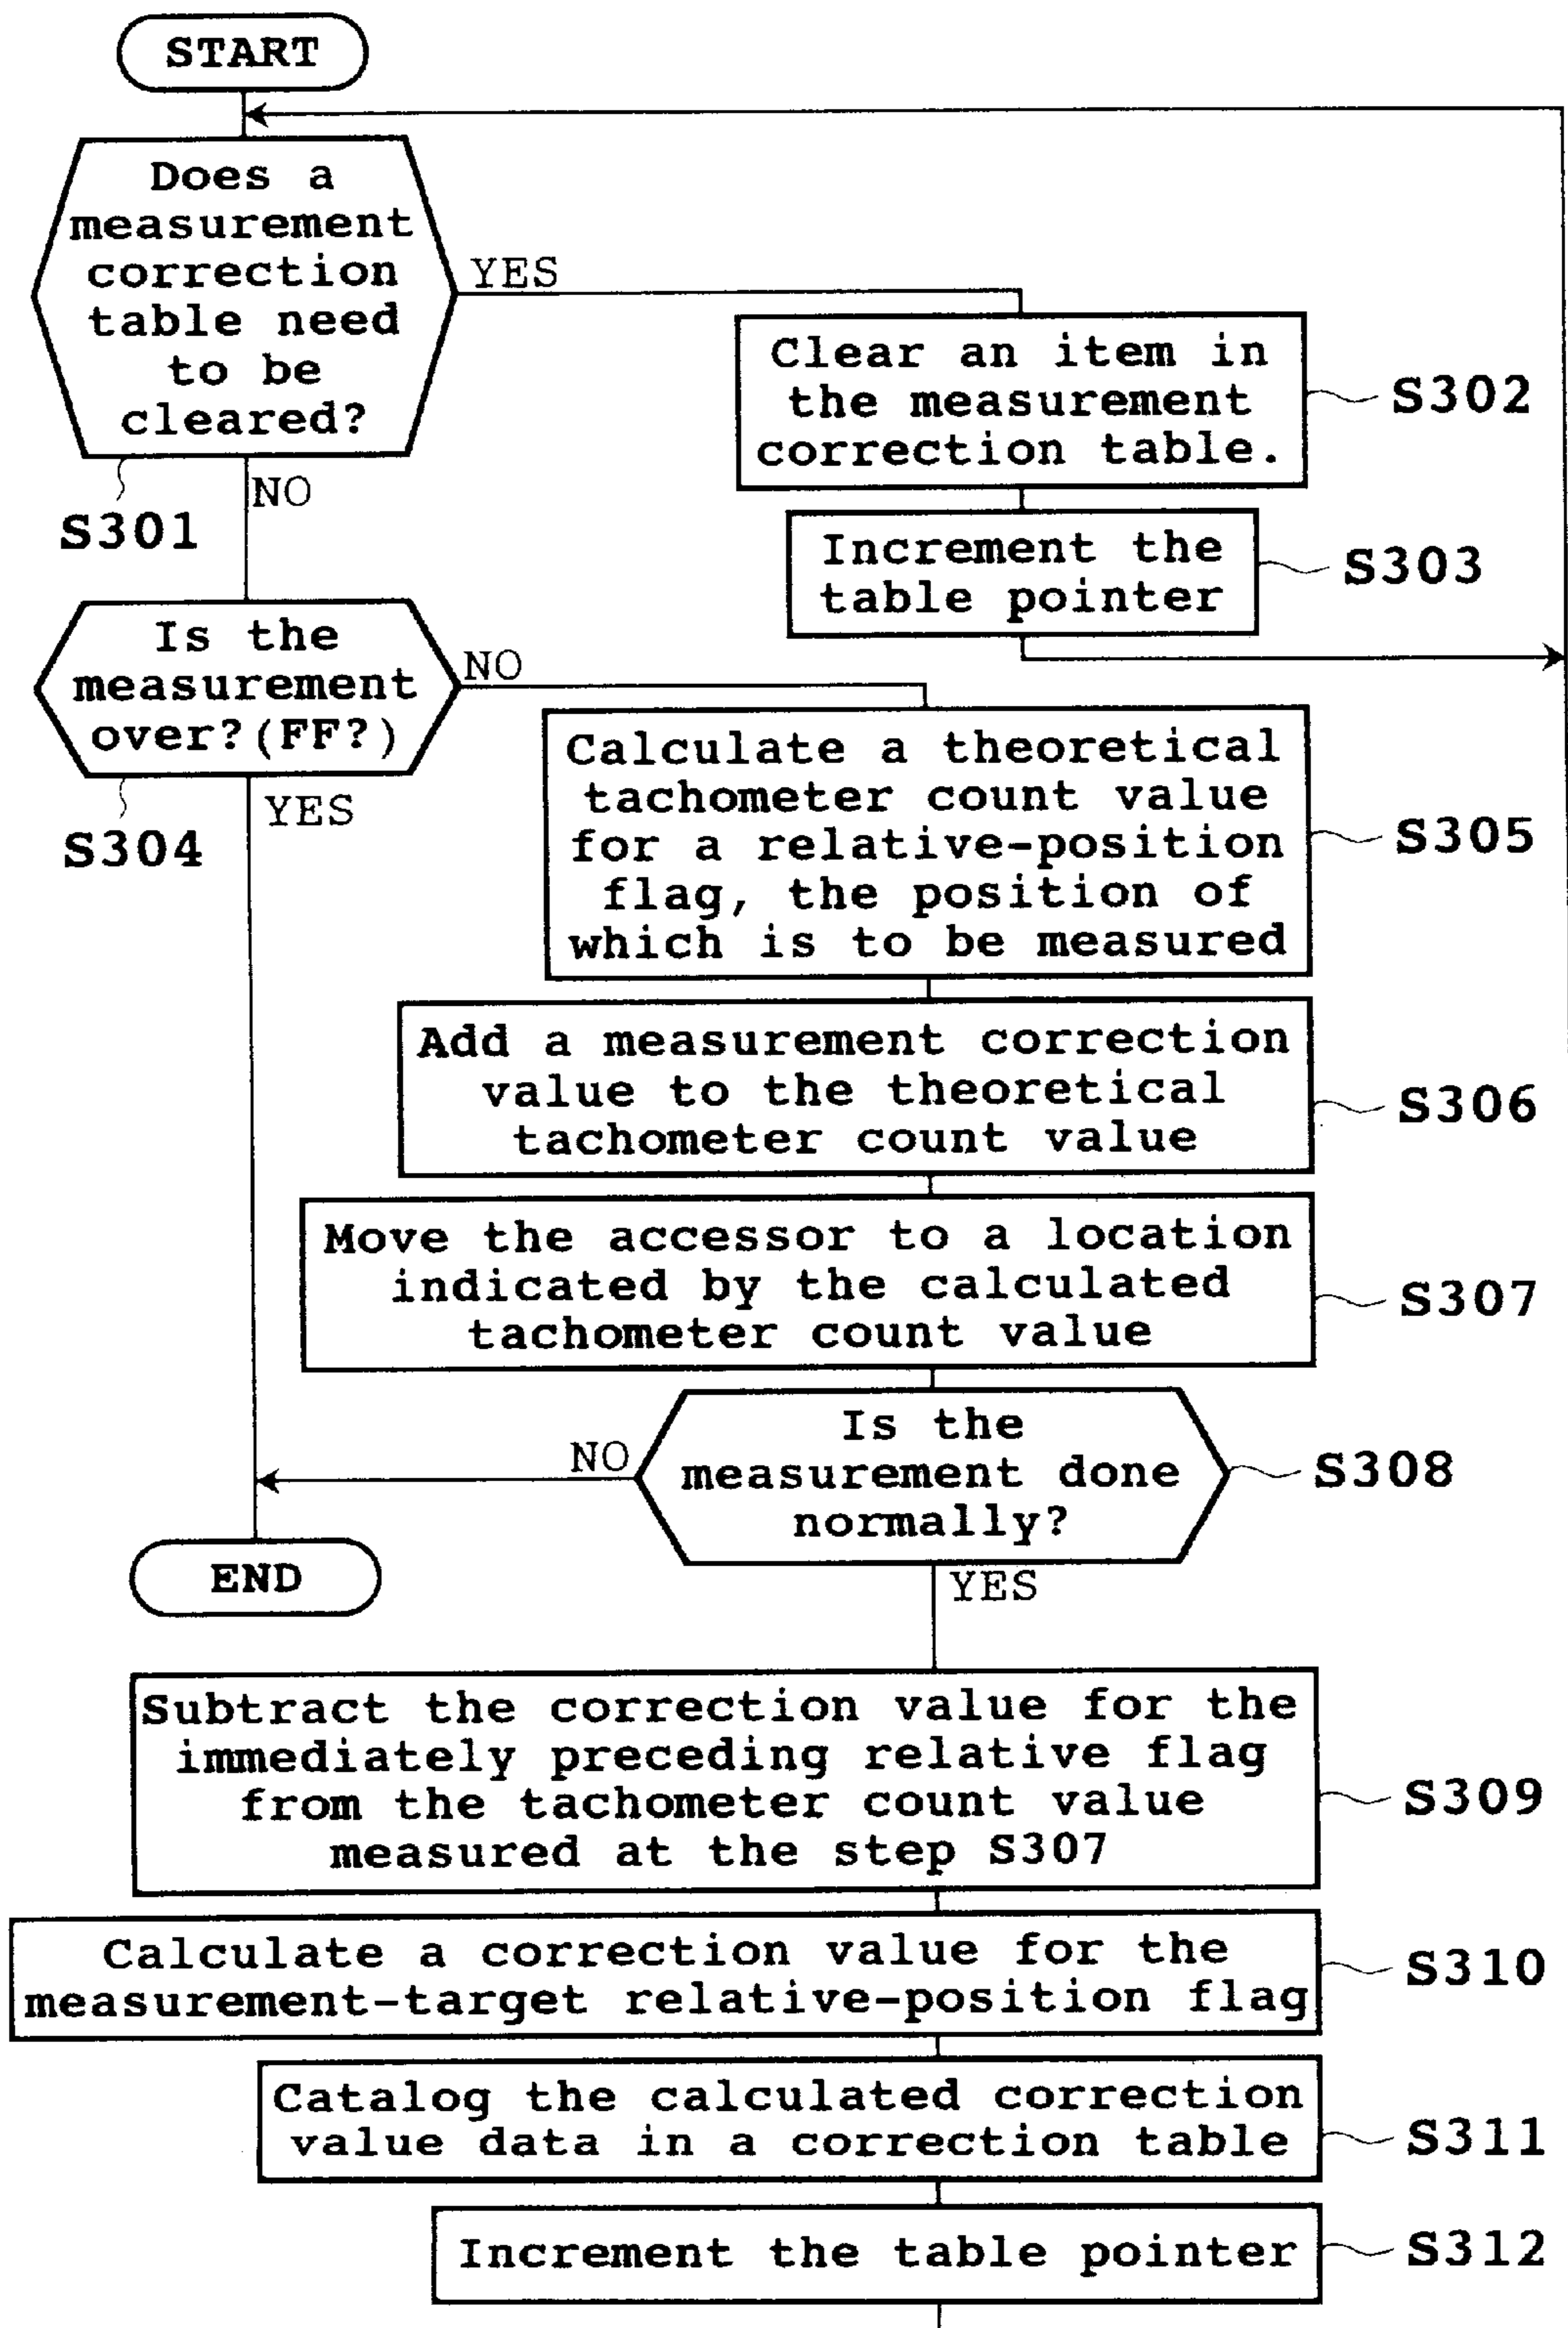 START
Does a
measurement
correction
table need
to be
cleared?
YES
NO
S301
Clear an item in
the measurement
correction table.
S302
Increment the
table pointer
S303
Is the
measurement
over?(FF?)
NO
YES
S304
Calculate a theoretical
tachometer count value
for a relative-position
flag, the position of
which is to be measured
S305
Add a measurement correction
value to the theoretical
tachometer count value
S306
Move the accessor to a location
indicated by the calculated
tachometer count value
S307
Is the
measurement done
normally?
S308
NO
YES
END
Subtract the correction value for the
immediately preceding relative flag
from the tachometer count value
measured at the step S307
S309
Calculate a correction value for the
measurement-target relative-position flag
S310
Catalog the calculated correction
value data in a correction table
S311
Increment the table pointer
S312